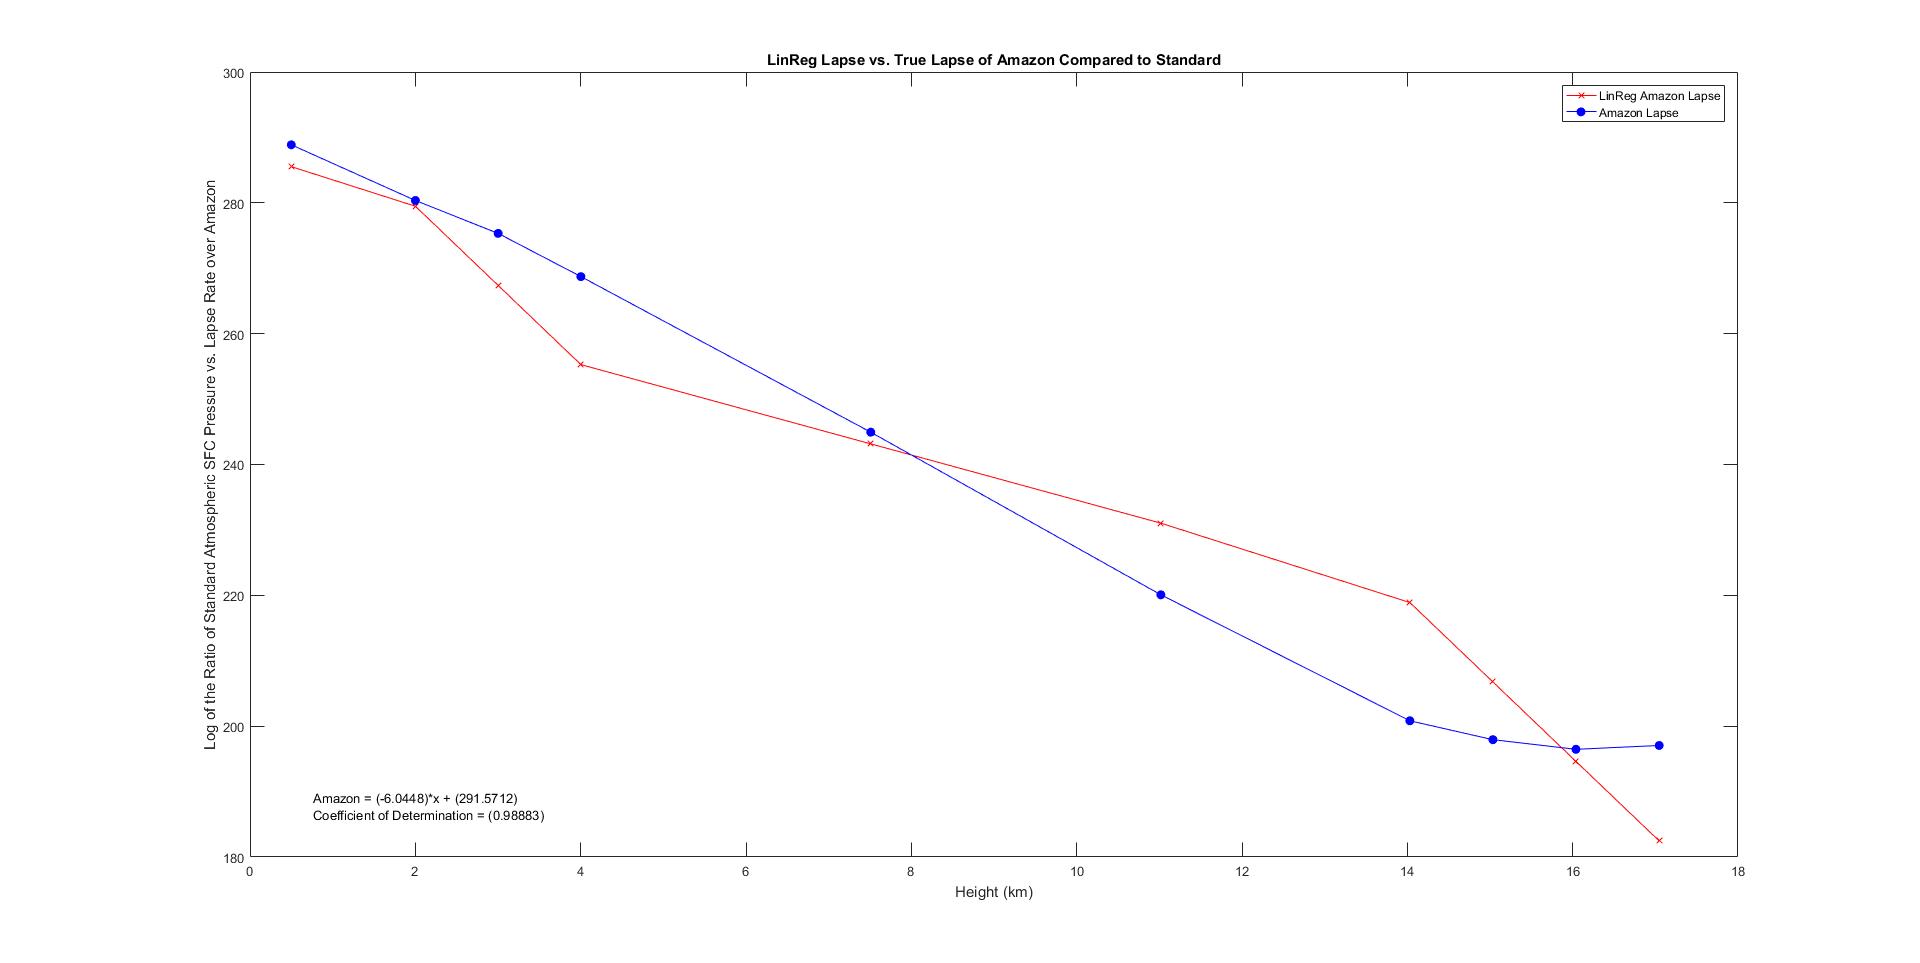 LinReg Lapse vs. True Lapse of Amazon Compared to Standard
300
280
260
240
220
200
180
Log of the Ratio of Standard Atmospheric SFC Pressure vs. Lapse Rate over Amazon
LinReg Amazon Lapse
Amazon Lapse
Amazon = (-6.0448)*x + (291.5712)
Coefficient of Determination = (0.98883)
0 2 4 6 8 10 12 14 16 18
Height (km)